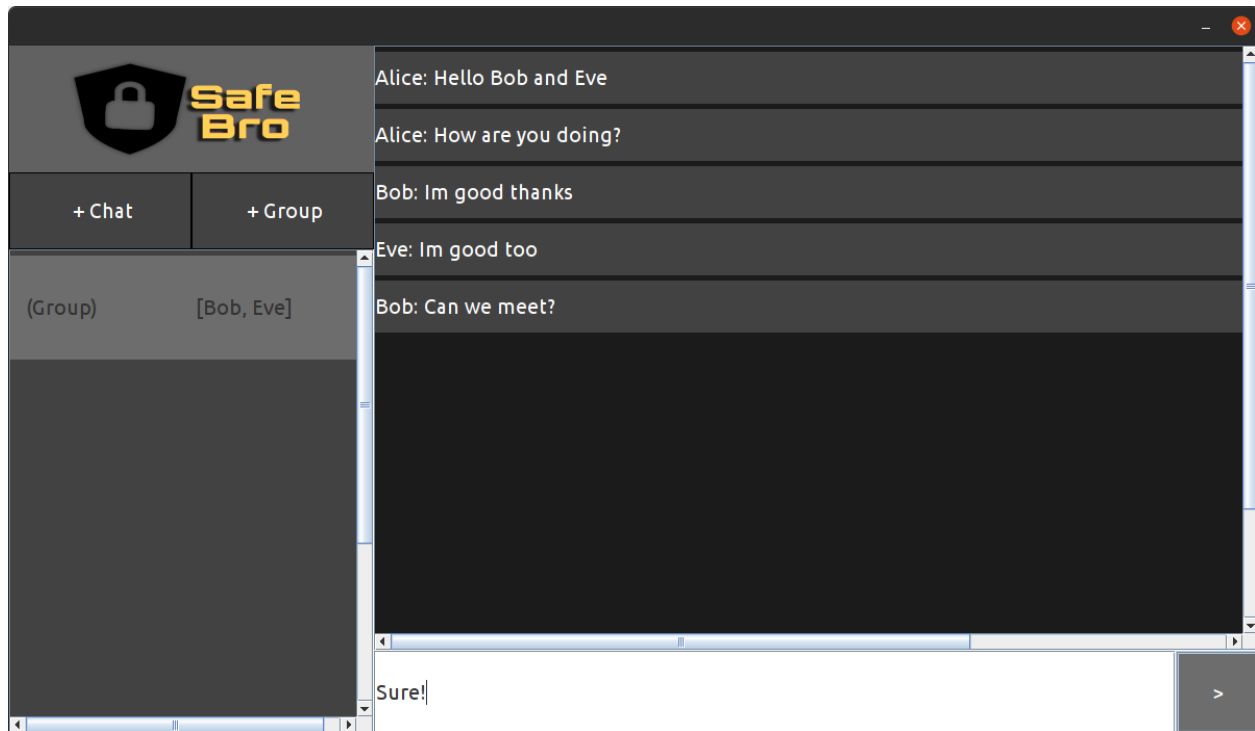 Safe
Bro
+ Chat
+ Group
(Group) [Bob, Eve]
Alice: Hello Bob and Eve
Alice: How are you doing?
Bob: Im good thanks
Eve: Im good too
Bob: Can we meet?
Sure!
>